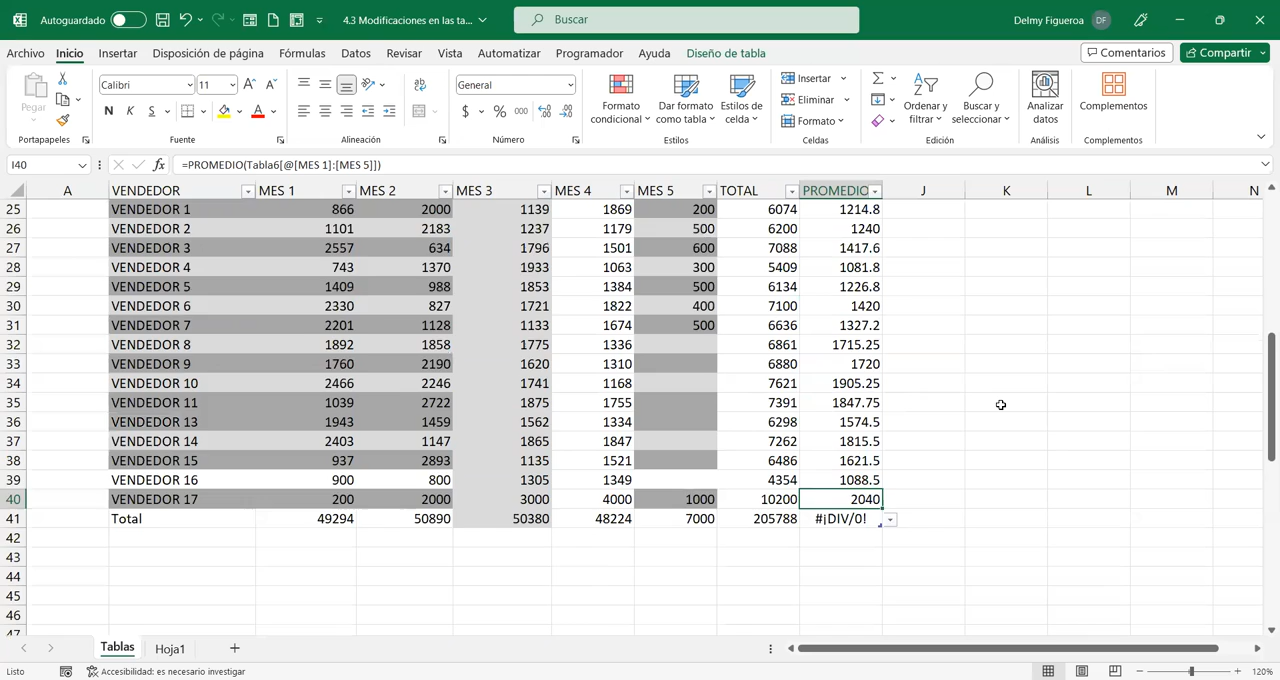 Autoguardado 4.3 Modificaciones en las ta... Buscar Delmy Figueroa DF
Archivo Inicio Insertar Disposición de página Fórmulas Datos Revisar Vista Automatizar Programador Ayuda Diseño de tabla Comentarios Compartir
Pegar Calibri 11 General Insertar
Eliminar
Formato
N K S $ % 000
Formato condicional Dar formato como tabla Estilos de celda Ordenar y filtrar Buscar y seleccionar Analizar datos Complementos
Portapapeles Fuente Alineación Número Estilos Celdas Edición Análisis Complementos
I40 fx =PROMEDIO(Tabla6[@[MES 1]:[MES 5]])
A VENDEDOR MES 1 MES 2 MES 3 MES 4 MES 5 TOTAL PROMEDIO J K L M N
25 VENDEDOR 1 866 2000 1139 1869 200 6074 1214.8
26 VENDEDOR 2 1101 2183 1237 1179 500 6200 1240
27 VENDEDOR 3 2557 634 1796 1501 600 7088 1417.6
28 VENDEDOR 4 743 1370 1933 1063 300 5409 1081.8
29 VENDEDOR 5 1409 988 1853 1384 500 6134 1226.8
30 VENDEDOR 6 2330 827 1721 1822 400 7100 1420
31 VENDEDOR 7 2201 1128 1133 1674 500 6636 1327.2
32 VENDEDOR 8 1892 1858 1775 1336 6861 1715.25
33 VENDEDOR 9 1760 2190 1620 1310 6880 1720
34 VENDEDOR 10 2466 2246 1741 1168 7621 1905.25
35 VENDEDOR 11 1039 2722 1875 1755 7391 1847.75
36 VENDEDOR 13 1943 1459 1562 1334 6298 1574.5
37 VENDEDOR 14 2403 1147 1865 1847 7262 1815.5
38 VENDEDOR 15 937 2893 1135 1521 6486 1621.5
39 VENDEDOR 16 900 800 1305 1349 4354 1088.5
40 VENDEDOR 17 200 2000 3000 4000 1000 10200 2040
41 Total 49294 50890 50380 48224 7000 205788 #¡DIV/0!
42
43
44
45
46
47
Tablas Hoja1
Listo Accesibilidad: es necesario investigar 120%